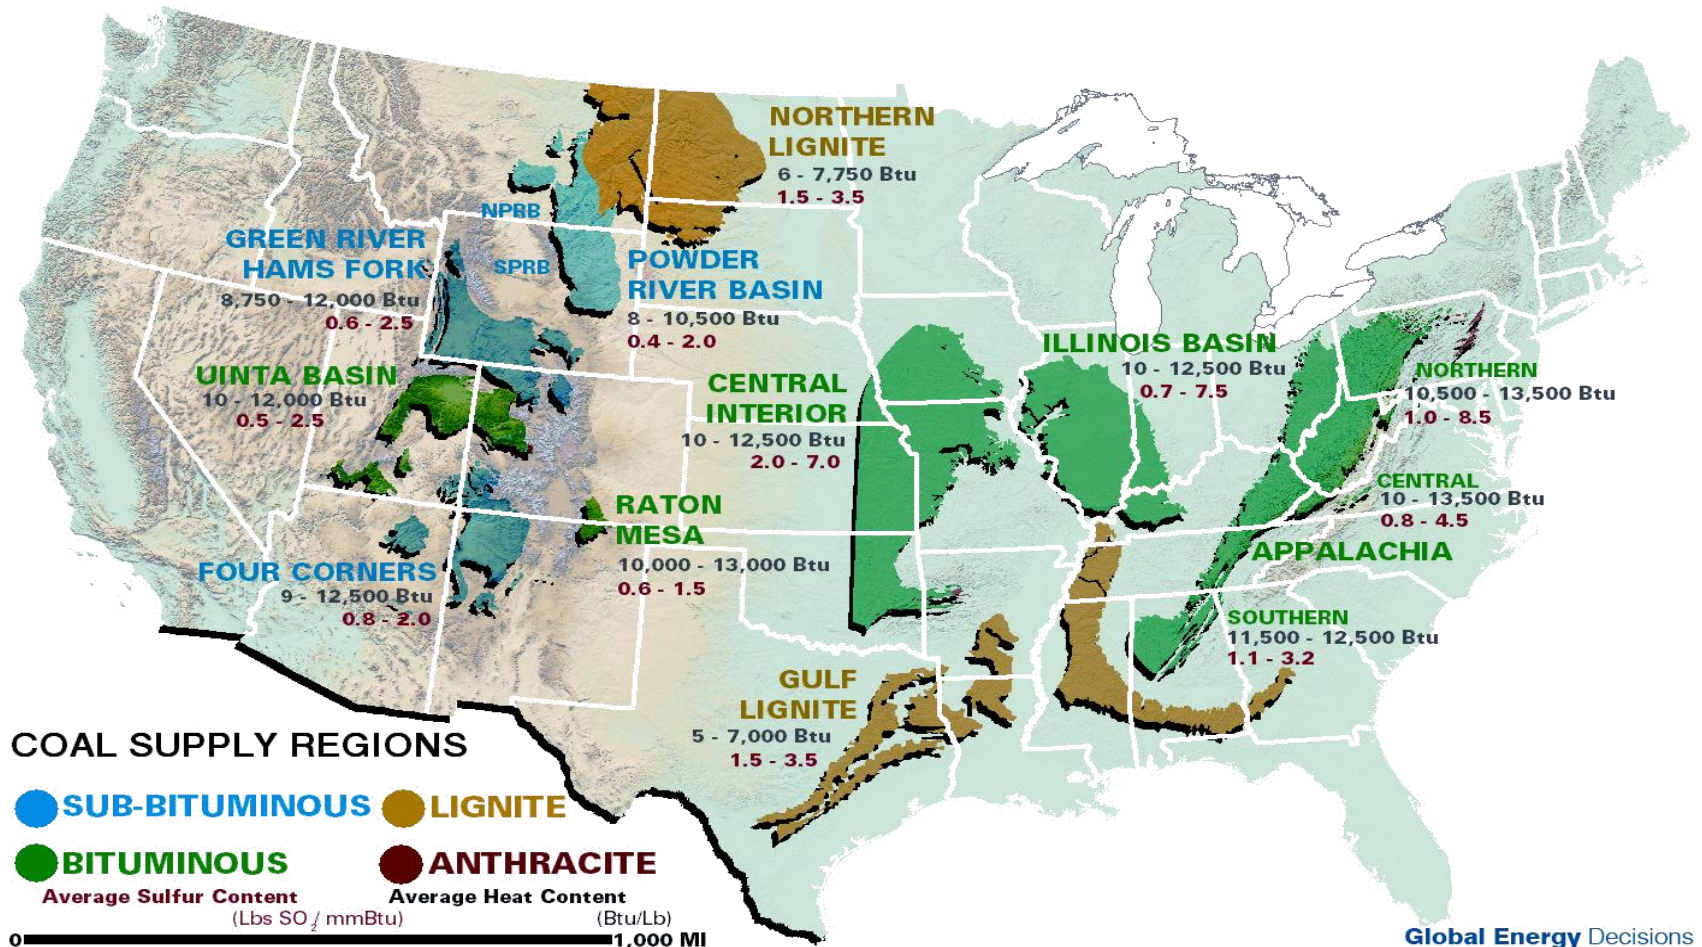 NORTHERN
LIGNITE
6 - 7,750 Btu
1.5 - 3.5
NPRB
GREEN RIVER
HAMS FORK
8,750 - 12,000 Btu
0.6 - 2.5
SPRB
POWDER
RIVER BASIN
8 - 10,500 Btu
0.4 - 2.0
UINTA BASIN
10 - 12,000 Btu
0.5 - 2.5
CENTRAL
INTERIOR
10 - 12,500 Btu
2.0 - 7.0
ILLINOIS BASIN
10 - 12,500 Btu
0.7 - 7.5
NORTHERN
10,500 - 13,500 Btu
1.0 - 8.5
CENTRAL
10 - 13,500 Btu
0.8 - 4.5
APPALACHIA
RATON
MESA
10,000 - 13,000 Btu
0.6 - 1.5
FOUR CORNERS
9 - 12,500 Btu
0.8 - 2.0
SOUTHERN
11,500 - 12,500 Btu
1.1 - 3.2
GULF
LIGNITE
5 - 7,000 Btu
1.5 - 3.5
COAL SUPPLY REGIONS
SUB-BITUMINOUS
LIGNITE
BITUMINOUS
ANTHRACITE
Average Sulfur Content
(Lbs SO2/ mmBtu)
Average Heat Content
(Btu/Lb)
0
1,000 MI
Global Energy Decisions